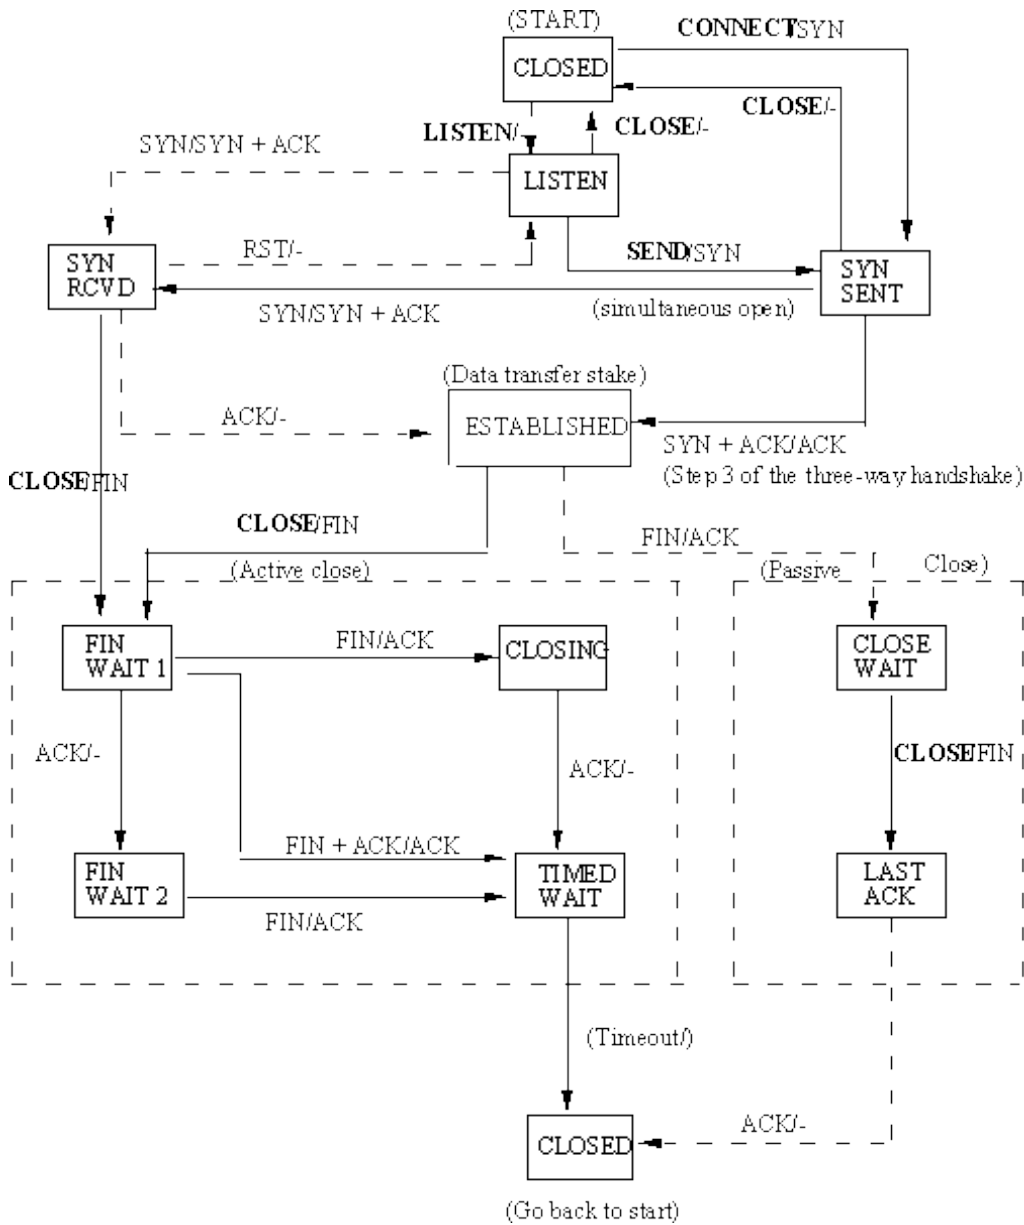 (START)
CONNECT/SYN
CLOSED
CLOSE/-
LISTEN/-
CLOSE/-
SYN/SYN + ACK
LISTEN
RST/-
SEND/SYN
SYN
RCVD
SYN
SENT
SYN/SYN + ACK
(simultaneous open)
(Data transfer stake)
ACK/-
ESTABLISHED
SYN + ACK/ACK
(Step 3 of the three-way handshake)
CLOSE/FIN
CLOSE/FIN
FIN/ACK
(Active close)
(Passive Close)
FIN
WAIT 1
FIN/ACK
CLOSING
CLOSE
WAIT
ACK/-
ACK/-
CLOSE/FIN
FIN + ACK/ACK
FIN
WAIT 2
TIMED
WAIT
LAST
ACK
FIN/ACK
(Timeout/)
CLOSED
ACK/-
(Go back to start)